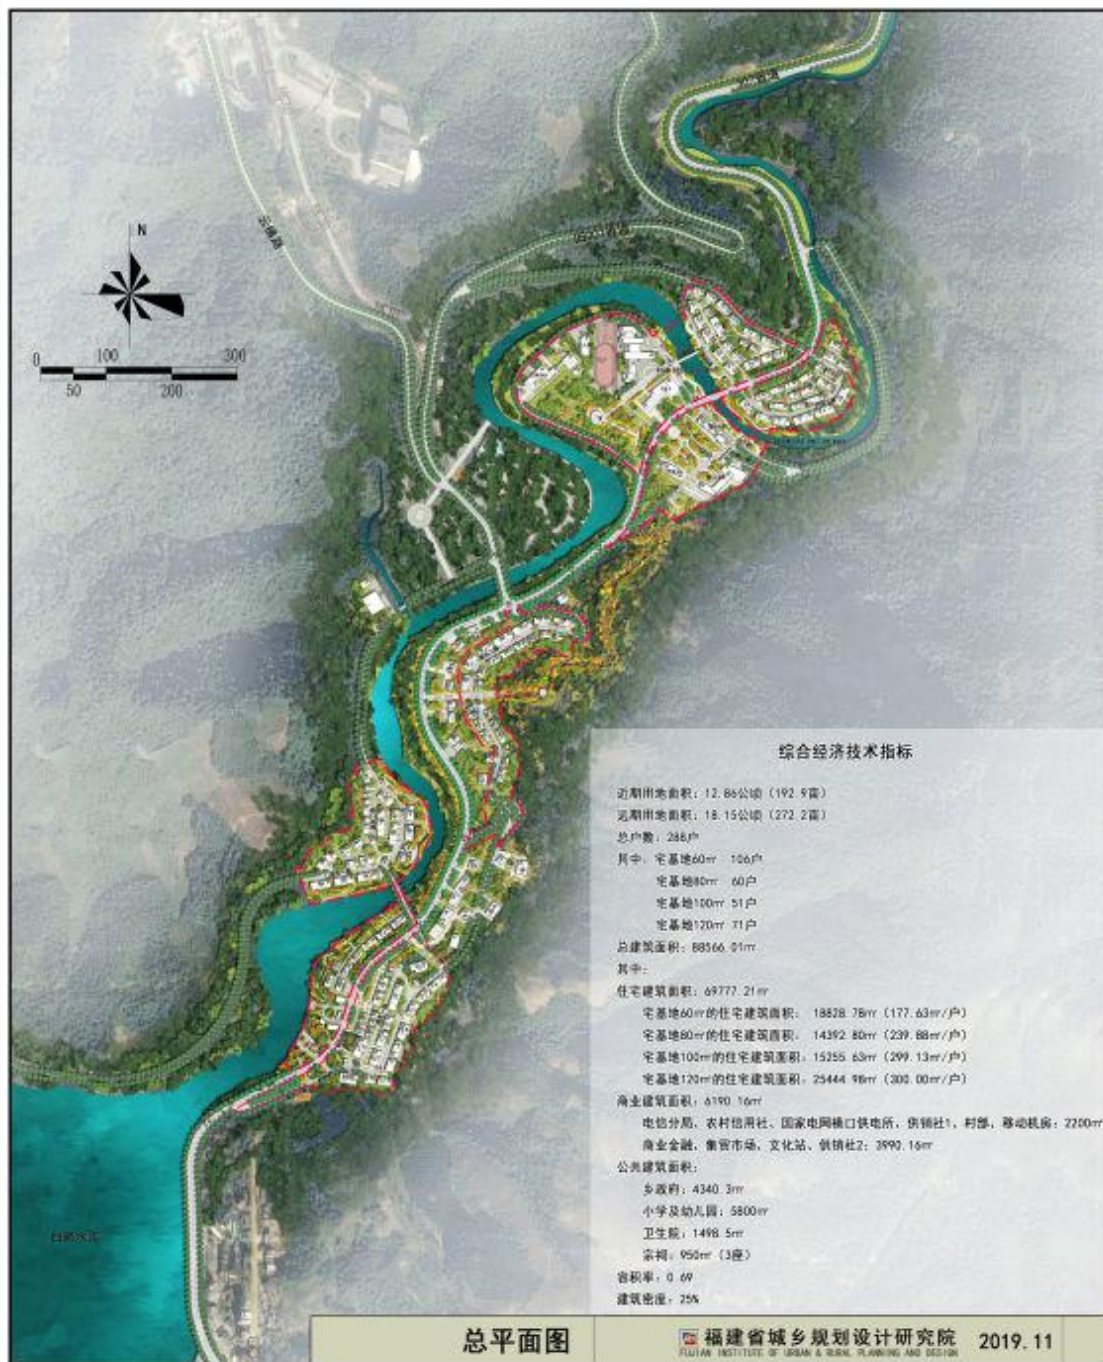 N
0 100 300
50 200
综合经济技术指标
近期用地面积：12.86公顷（192.9亩）
远期用地面积：18.15公顷（272.2亩）
总户数：288户
其中：宅基地60㎡ 106户
宅基地80㎡ 60户
宅基地100㎡ 51户
宅基地120㎡ 71户
总建筑面积：88566.01㎡
其中：
住宅建筑面积：69777.21㎡
宅基地60㎡的住宅建筑面积：18828.78㎡（177.63㎡/户）
宅基地80㎡的住宅建筑面积：14392.80㎡（239.88㎡/户）
宅基地100㎡的住宅建筑面积：15255.63㎡（299.13㎡/户）
宅基地120㎡的住宅建筑面积：25444.98㎡（300.00㎡/户）
商业建筑面积：6190.16㎡
电信分局、农村信用社、国家电网横口供电所、供销社1、村部、移动机房：2200㎡
商业金融、集贸市场、文化站、供销社2：3990.16㎡
公共建筑面积：
乡政府：4340.3㎡
小学及幼儿园：5800㎡
卫生院：1498.5㎡
宗祠：950㎡（3座）
容积率：0.69
建筑密度：25%
总平面图
福建省城乡规划设计研究院 2019.11
FUJIAN INSTITUTE OF URBAN & RURAL PLANNING AND DESIGN